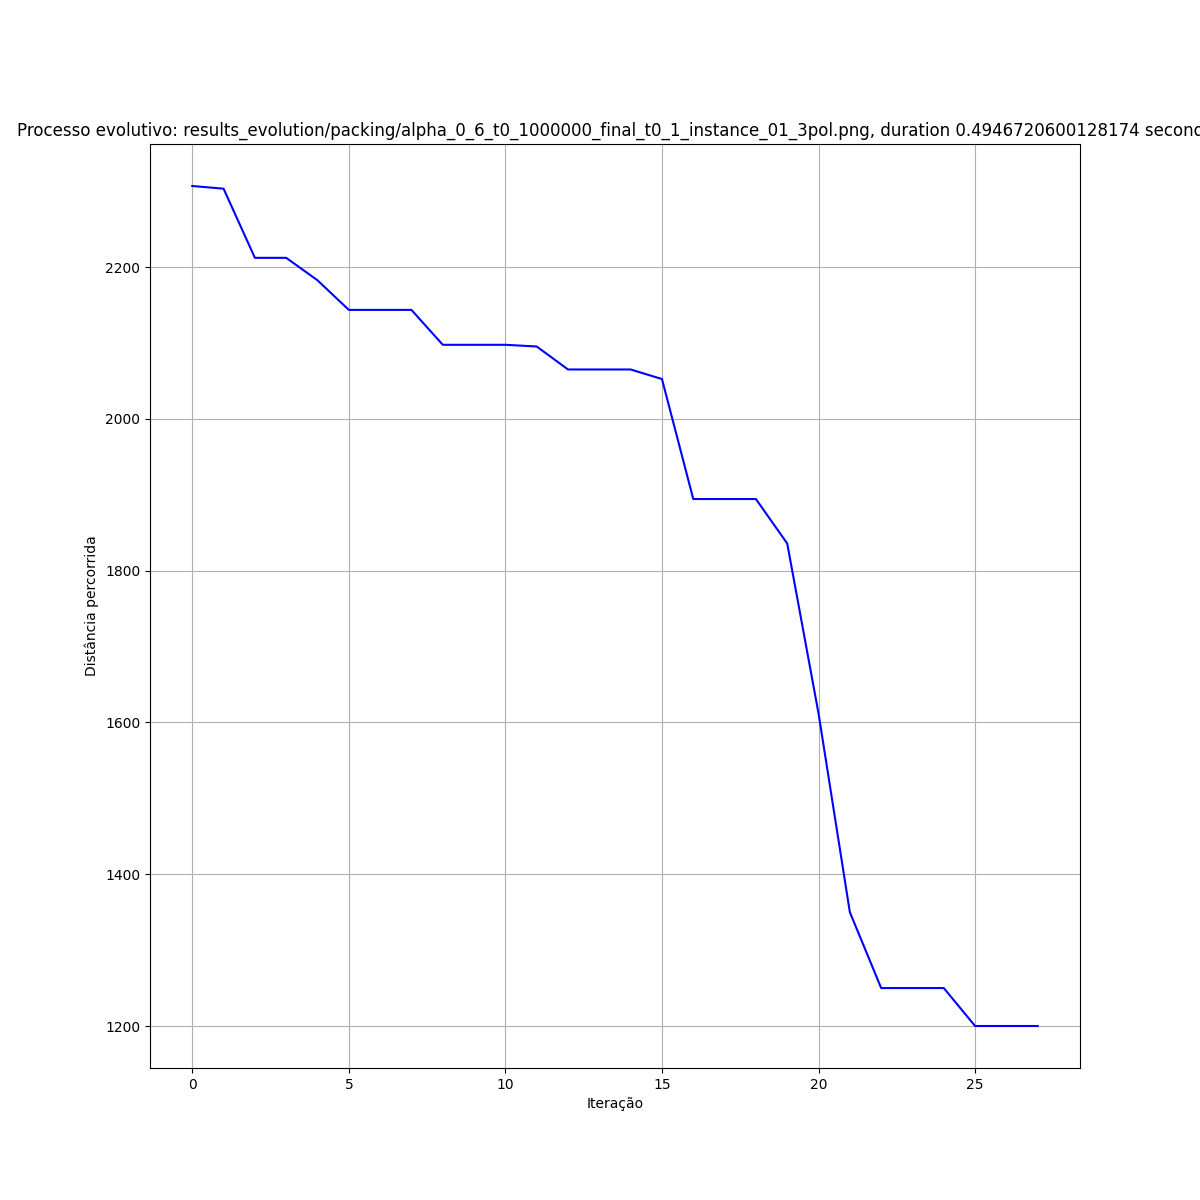 Processo evolutivo: results_evolution/packing/alpha_0_6_t0_1000000_final_t0_1_instance_01_3pol.png, duration 0.4946720600128174 second
2200
2000
1800
1600
1400
1200
Distância percorrida
0 5 10 15 20 25
Iteração